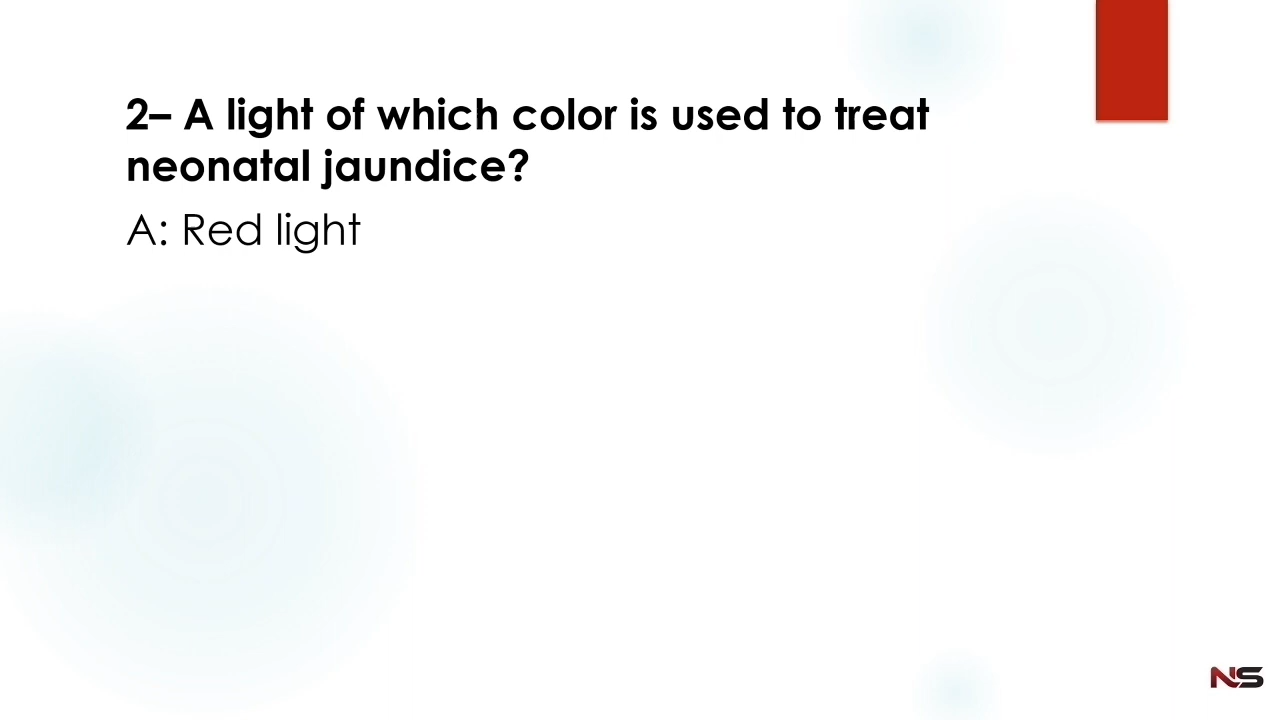 2– A light of which color is used to treat
neonatal jaundice?
A: Red light
NS